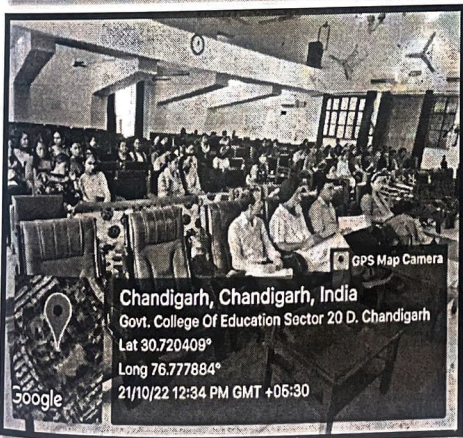 GPS Map Camera
Chandigarh, Chandigarh, India
Govt. College Of Education Sector 20 D, Chandigarh
Lat 30.720409°
Long 76.777884°
21/10/22 12:34 PM GMT +05:30
Google